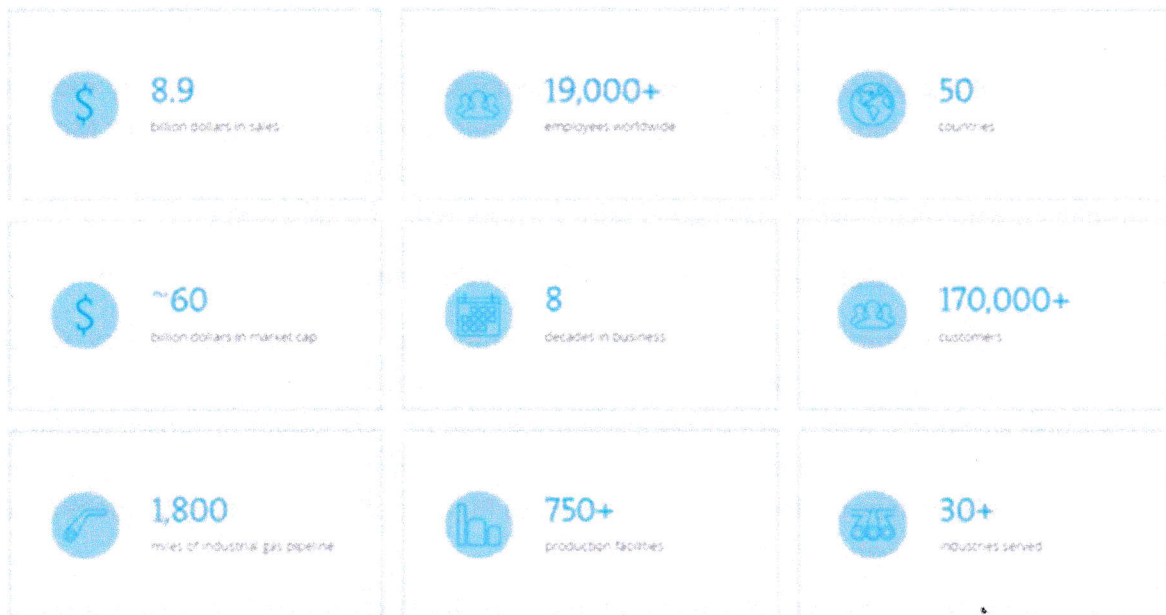 8.9
billion dollars in sales
19,000+
employees worldwide
50
countries
~60
billion dollars in market cap
8
decades in business
170,000+
customers
1,800
miles of industrial gas pipeline
750+
production facilities
30+
industries served